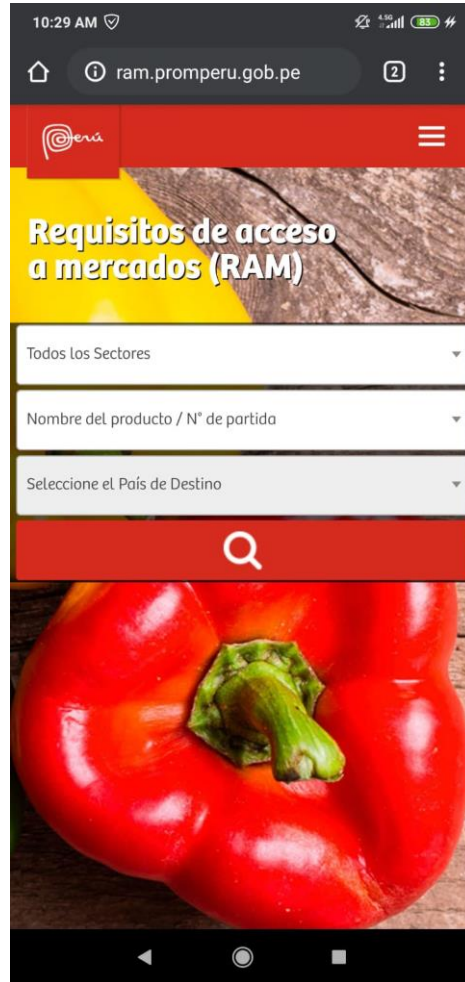 10:29 AM
4.5G
83
ram.promperu.gob.pe
2
Perú
Requisitos de acceso
a mercados (RAM)
Todos los Sectores
Nombre del producto / N° de partida
Seleccione el País de Destino